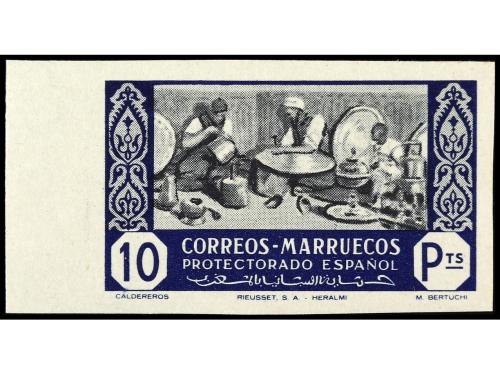 CORREOS-MARRUECOS
10 PROTECTORADO ESPAÑOL PTS
CALDEREROS RIEUSSET, S. A. - HERALMI M. BERTUCHI